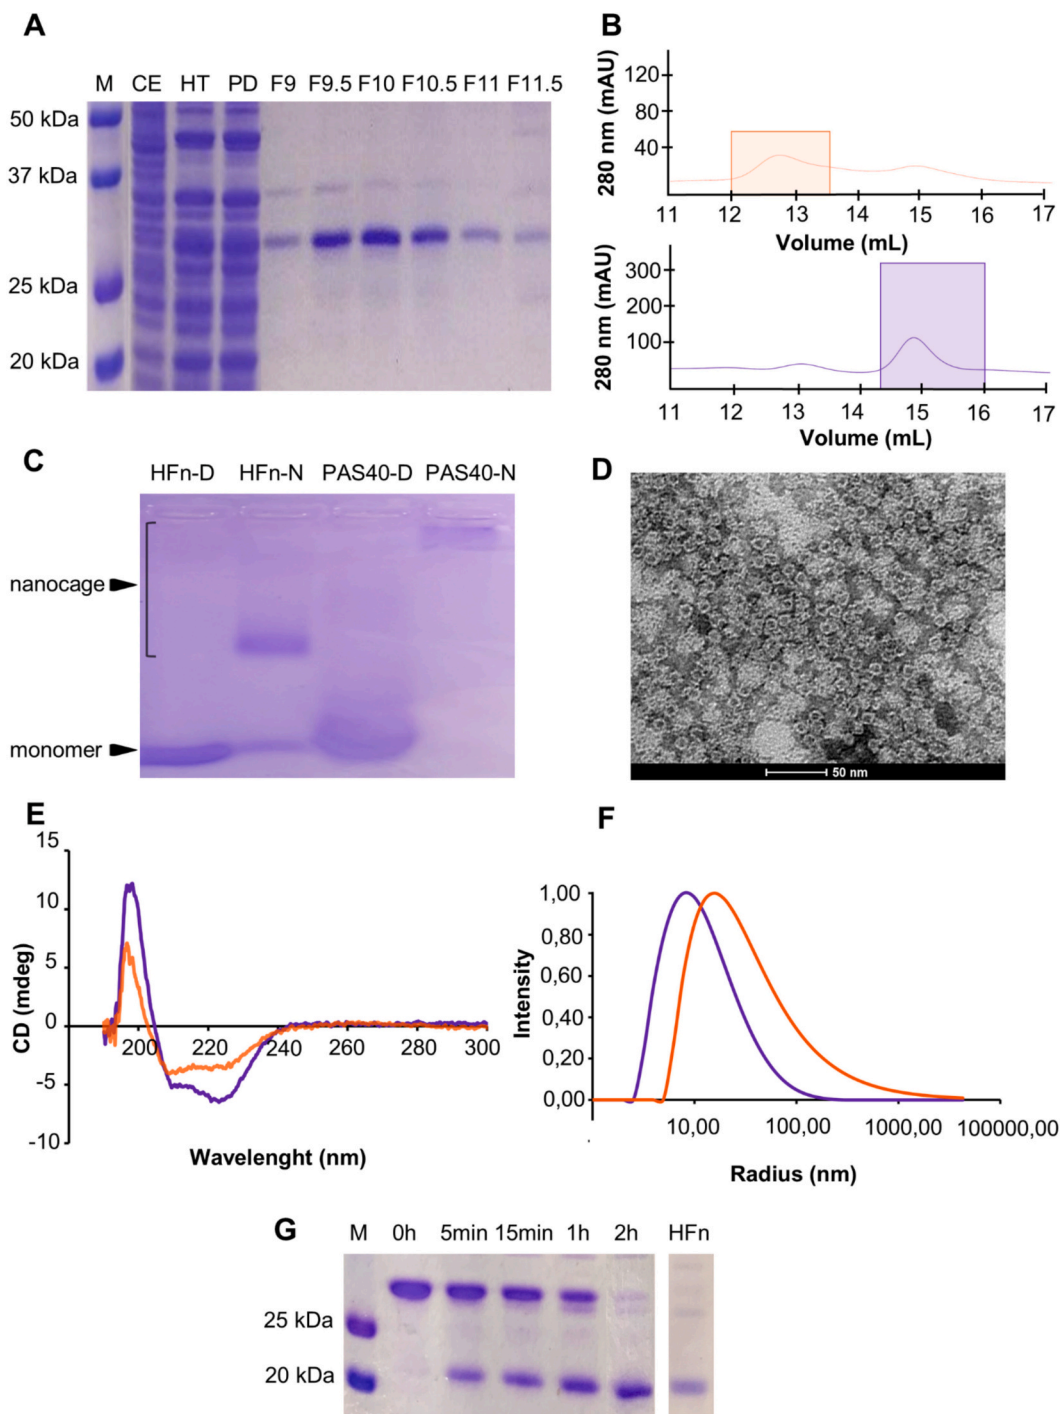 A
M CE HT PD F9 F9.5 F10 F10.5 F11 F11.5
50 kDa
37 kDa
25 kDa
20 kDa
B
280 nm (mAU)
120
80
40
11 12 13 14 15 16 17
Volume (mL)
280 nm (mAU)
300
200
100
11 12 13 14 15 16 17
Volume (mL)
C
HFn-D HFn-N PAS40-D PAS40-N
nanocage
monomer
D
50 nm
E
CD (mdeg)
15
10
5
0
-5
-10
200 220 240 260 280 300
Wavelenght (nm)
F
Intensity
1,00
0,80
0,60
0,40
0,20
0,00
10,00 100,00 1000,00 100000,00
Radius (nm)
G
M 0h 5min 15min 1h 2h HFn
25 kDa
20 kDa